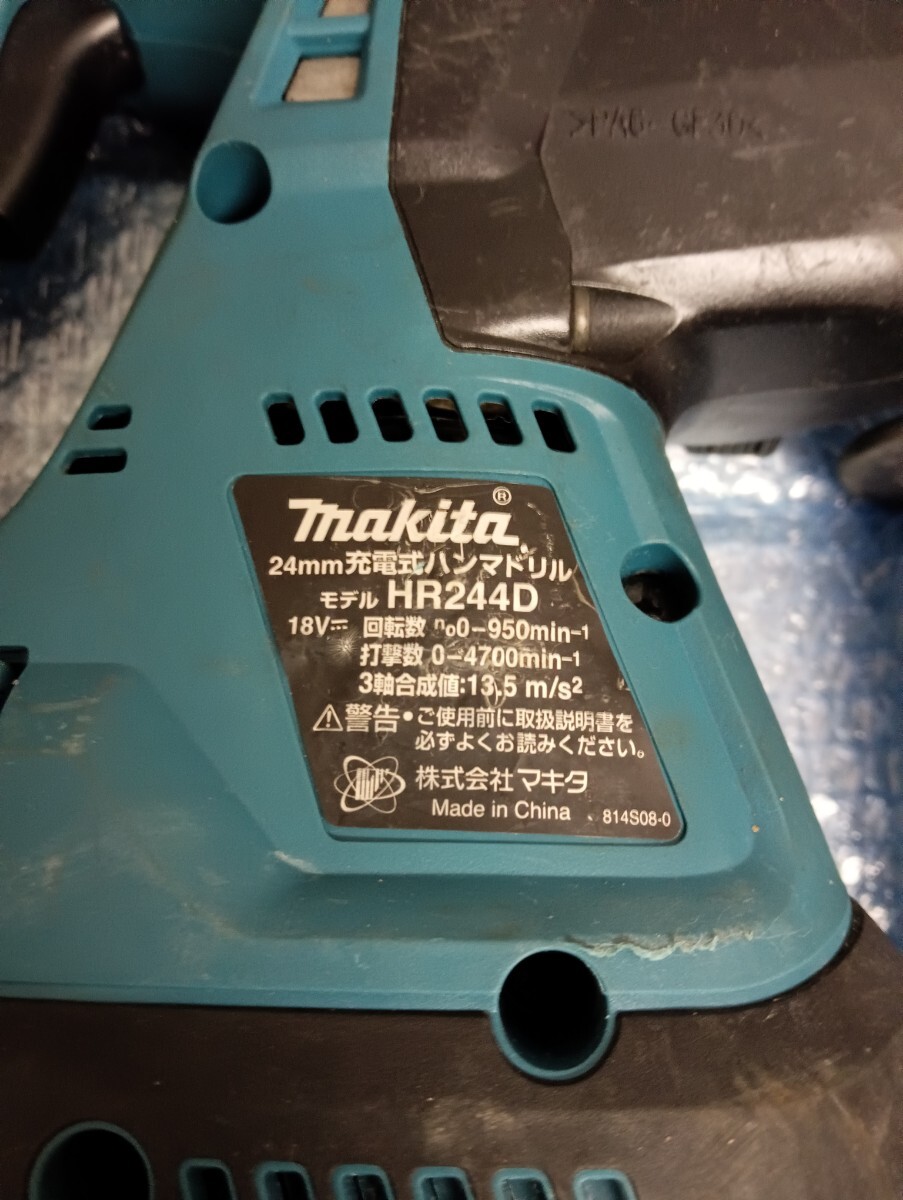 >PA6-GF30<
makita®
24mm充電式ハンマドリル
モデル HR244D
18V⎓ 回転数 n₀0-950min⁻¹
打撃数 0-4700min⁻¹
3軸合成値:13.5 m/s²
⚠警告・ご使用前に取扱説明書を
必ずよくお読みください。
株式会社 マキタ
Made in China 814S08-0